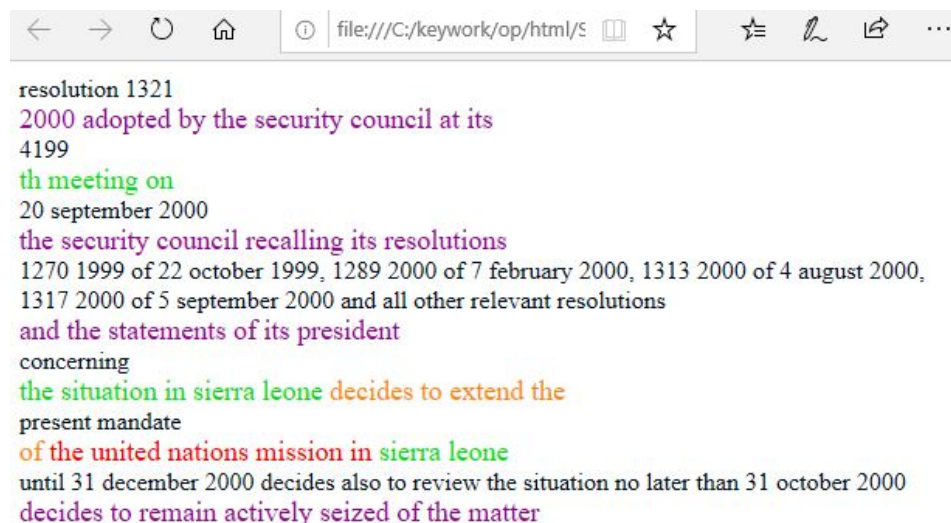 file:///C:/keywork/op/html/S
resolution 1321
2000 adopted by the security council at its
4199
th meeting on
20 september 2000
the security council recalling its resolutions
1270 1999 of 22 october 1999, 1289 2000 of 7 february 2000, 1313 2000 of 4 august 2000,
1317 2000 of 5 september 2000 and all other relevant resolutions
and the statements of its president
concerning
the situation in sierra leone decides to extend the
present mandate
of the united nations mission in sierra leone
until 31 december 2000 decides also to review the situation no later than 31 october 2000
decides to remain actively seized of the matter